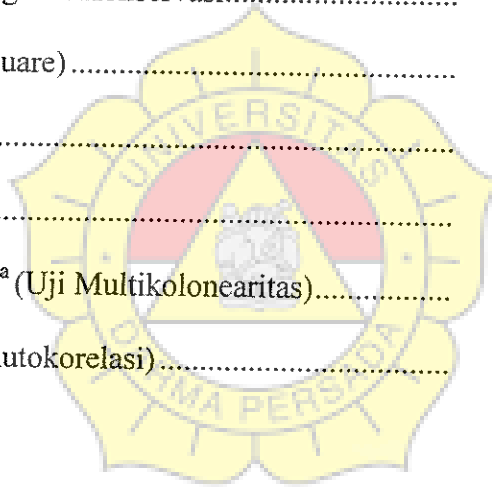 uare)..............................................................
......................................................................
......................................................................
ª (Uji Multikolonearitas)..................
utokorelasi)........................................
UNIVERSITAS
DARMA PERSADA